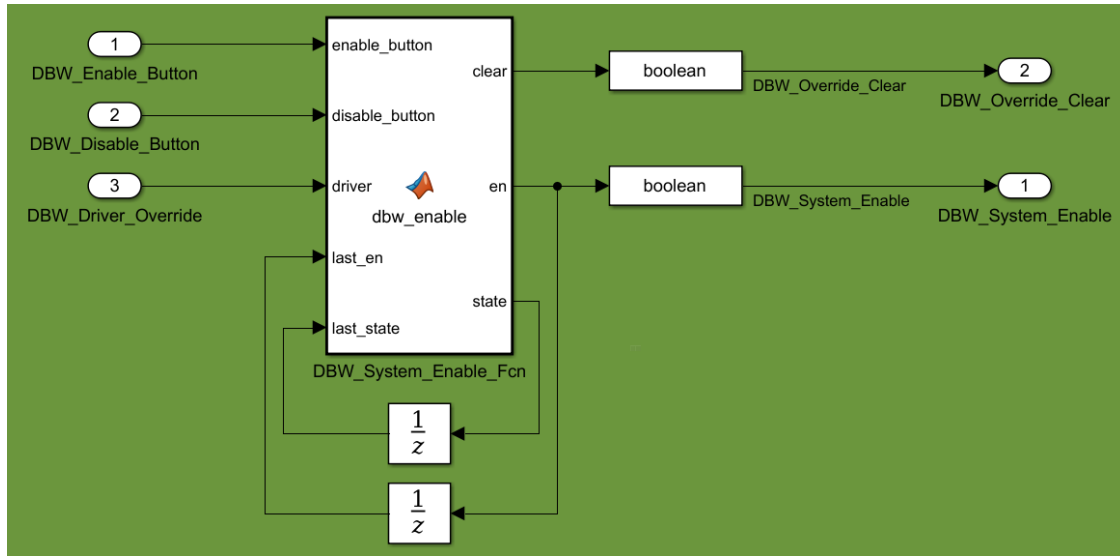 1
DBW_Enable_Button
2
DBW_Disable_Button
3
DBW_Driver_Override
enable_button
disable_button
driver
last_en
last_state
dbw_enable
clear
en
state
DBW_System_Enable_Fcn
boolean
DBW_Override_Clear
2
DBW_Override_Clear
boolean
DBW_System_Enable
1
DBW_System_Enable
1
z
1
z